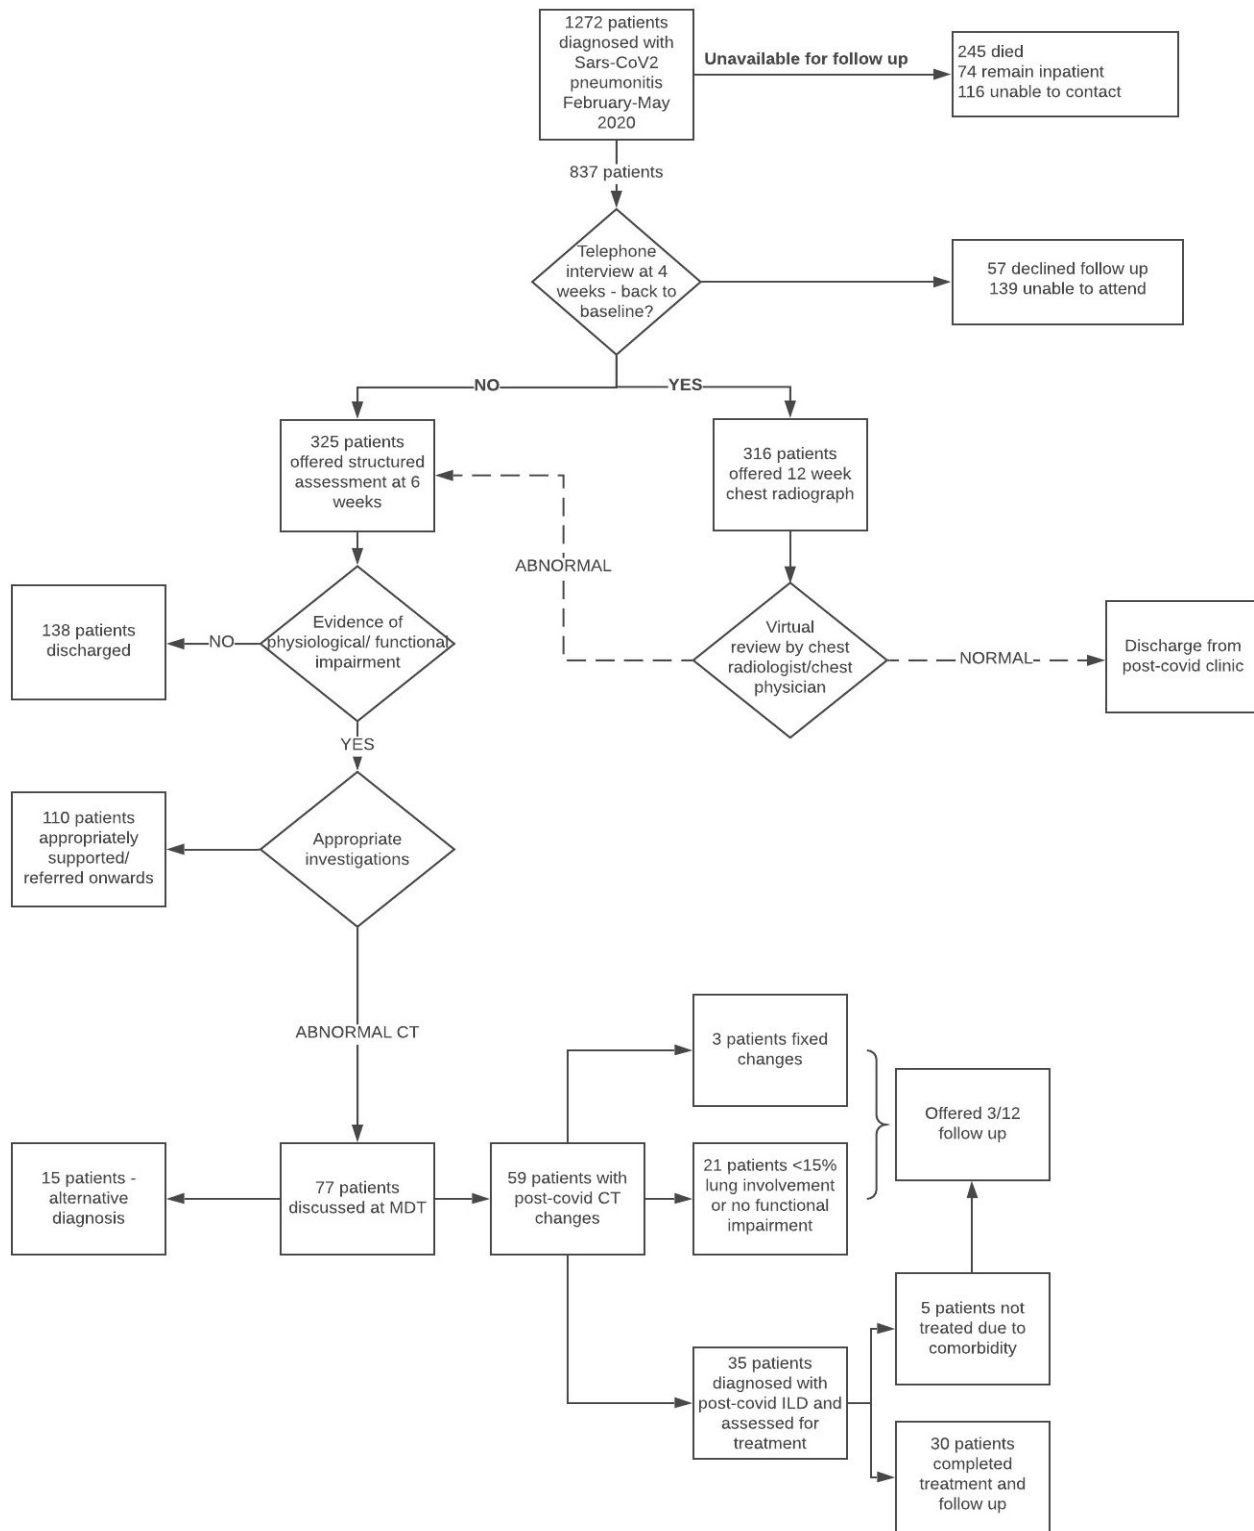 1272 patients
diagnosed with
Sars-CoV2
pneumonitis
February-May
2020
Unavailable for follow up
245 died
74 remain inpatient
116 unable to contact
837 patients
Telephone
interview at 4
weeks - back to
baseline?
57 declined follow up
139 unable to attend
NO
YES
325 patients
offered structured
assessment at 6
weeks
316 patients
offered 12 week
chest radiograph
ABNORMAL
138 patients
discharged
NO
Evidence of
physiological/ functional
impairment
Virtual
review by chest
radiologist/chest
physician
NORMAL
Discharge from
post-covid clinic
YES
110 patients
appropriately
supported/
referred onwards
Appropriate
investigations
ABNORMAL CT
3 patients fixed
changes
Offered 3/12
follow up
15 patients -
alternative
diagnosis
77 patients
discussed at MDT
59 patients with
post-covid CT
changes
21 patients <15%
lung involvement
or no functional
impairment
5 patients not
treated due to
comorbidity
35 patients
diagnosed with
post-covid ILD and
assessed for
treatment
30 patients
completed
treatment and
follow up